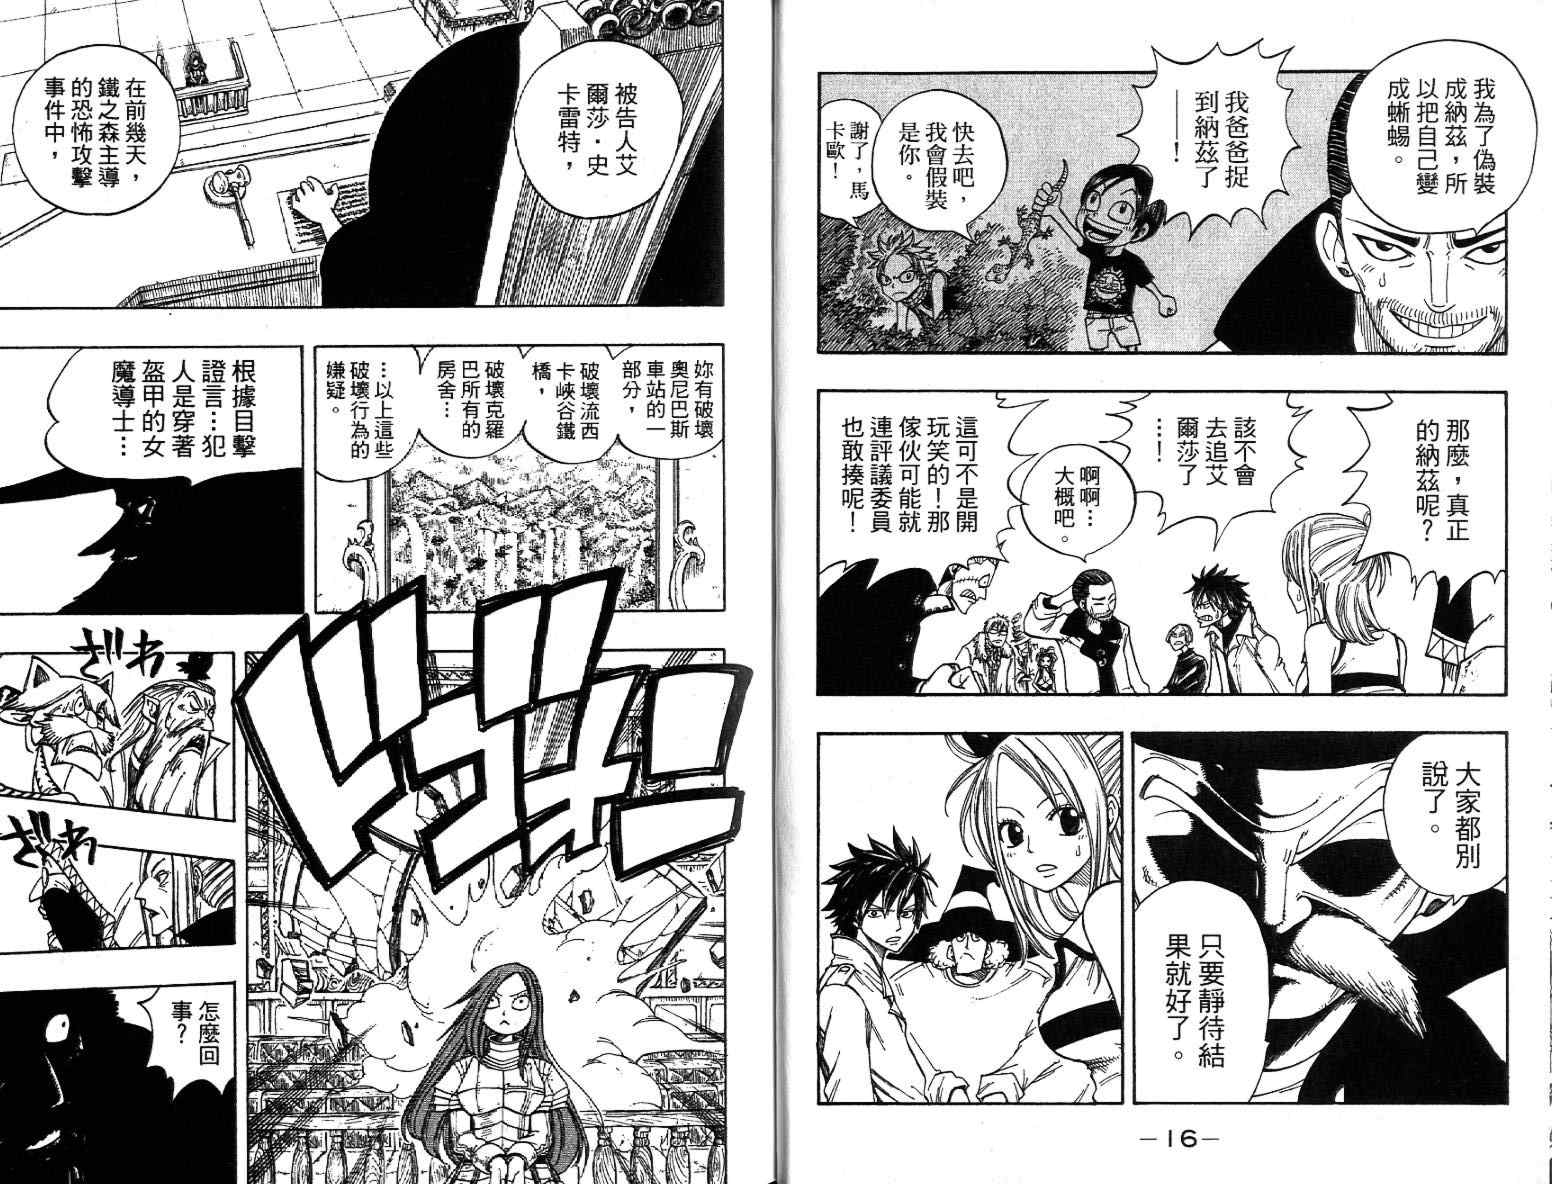 我為了偽裝
成納茲，所
以把自己變
成蜥蜴。
我爸爸捉
到納茲了
——！
快去吧，
我會假裝
是你。
謝了，馬
卡歐！
那麼，真正
的納茲呢？
該不會
去追艾
爾莎了
…！
啊啊…
大概吧。
這可不是開
玩笑的！那
傢伙可能就
連評議委員
也敢揍呢！
大家都別
說了。
只要靜待結
果就好了。
—16—
被告人艾
爾莎·史
卡雷特，
在前幾天，
鐵之森主導
的恐怖攻擊
事件中，
妳有破壞
奧尼巴斯
車站的一
部分，
破壞流西
卡峽谷鐵
橋，
破壞克羅
巴所有的
房舍…
…以上這些
破壞行為的
嫌疑。
根據目擊
證言…犯
人是穿著
盔甲的女
魔導士…
ドゴォォ!!
ざわ
ざわ
怎麼回
事？